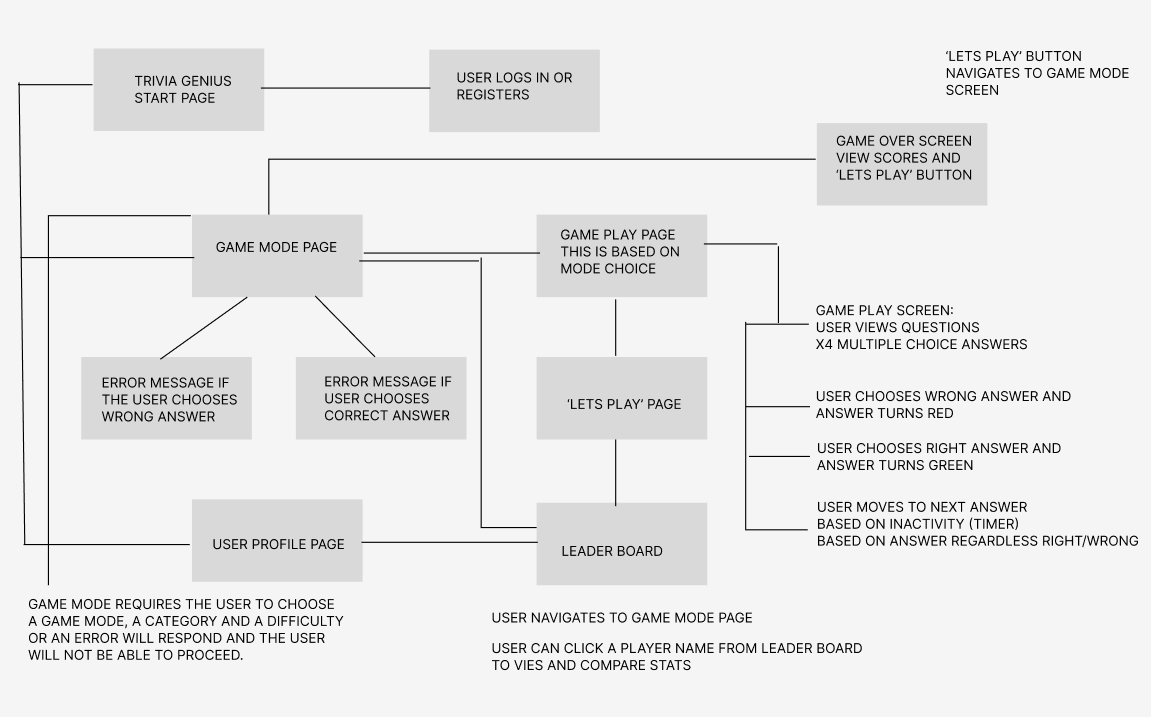 TRIVIA GENIUS
START PAGE
USER LOGS IN OR
REGISTERS
‘LETS PLAY’ BUTTON
NAVIGATES TO GAME MODE
SCREEN
GAME OVER SCREEN
VIEW SCORES AND
‘LETS PLAY’ BUTTON
GAME MODE PAGE
GAME PLAY PAGE
THIS IS BASED ON
MODE CHOICE
GAME PLAY SCREEN:
USER VIEWS QUESTIONS
X4 MULTIPLE CHOICE ANSWERS
ERROR MESSAGE IF
THE USER CHOOSES
WRONG ANSWER
ERROR MESSAGE IF
USER CHOOSES
CORRECT ANSWER
‘LETS PLAY’ PAGE
USER CHOOSES WRONG ANSWER AND
ANSWER TURNS RED
USER CHOOSES RIGHT ANSWER AND
ANSWER TURNS GREEN
USER MOVES TO NEXT ANSWER
BASED ON INACTIVITY (TIMER)
BASED ON ANSWER REGARDLESS RIGHT/WRONG
USER PROFILE PAGE
LEADER BOARD
GAME MODE REQUIRES THE USER TO CHOOSE
A GAME MODE, A CATEGORY AND A DIFFICULTY
OR AN ERROR WILL RESPOND AND THE USER
WILL NOT BE ABLE TO PROCEED.
USER NAVIGATES TO GAME MODE PAGE
USER CAN CLICK A PLAYER NAME FROM LEADER BOARD
TO VIES AND COMPARE STATS